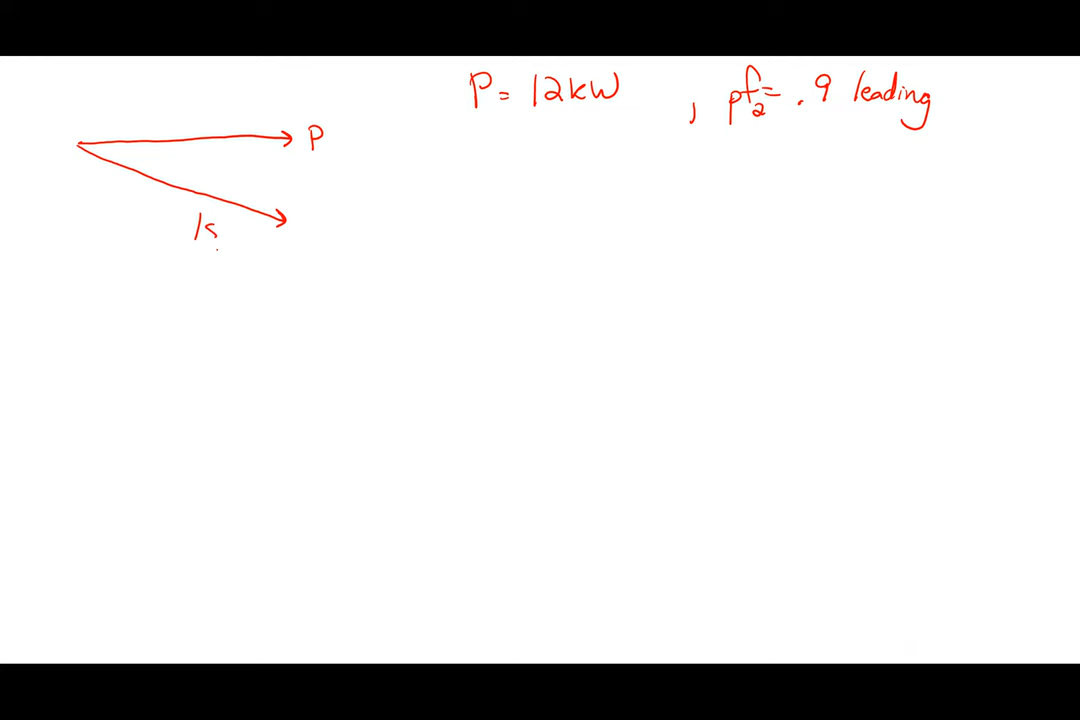 P = 12kW , pf₂ = .9 leading
P
|s